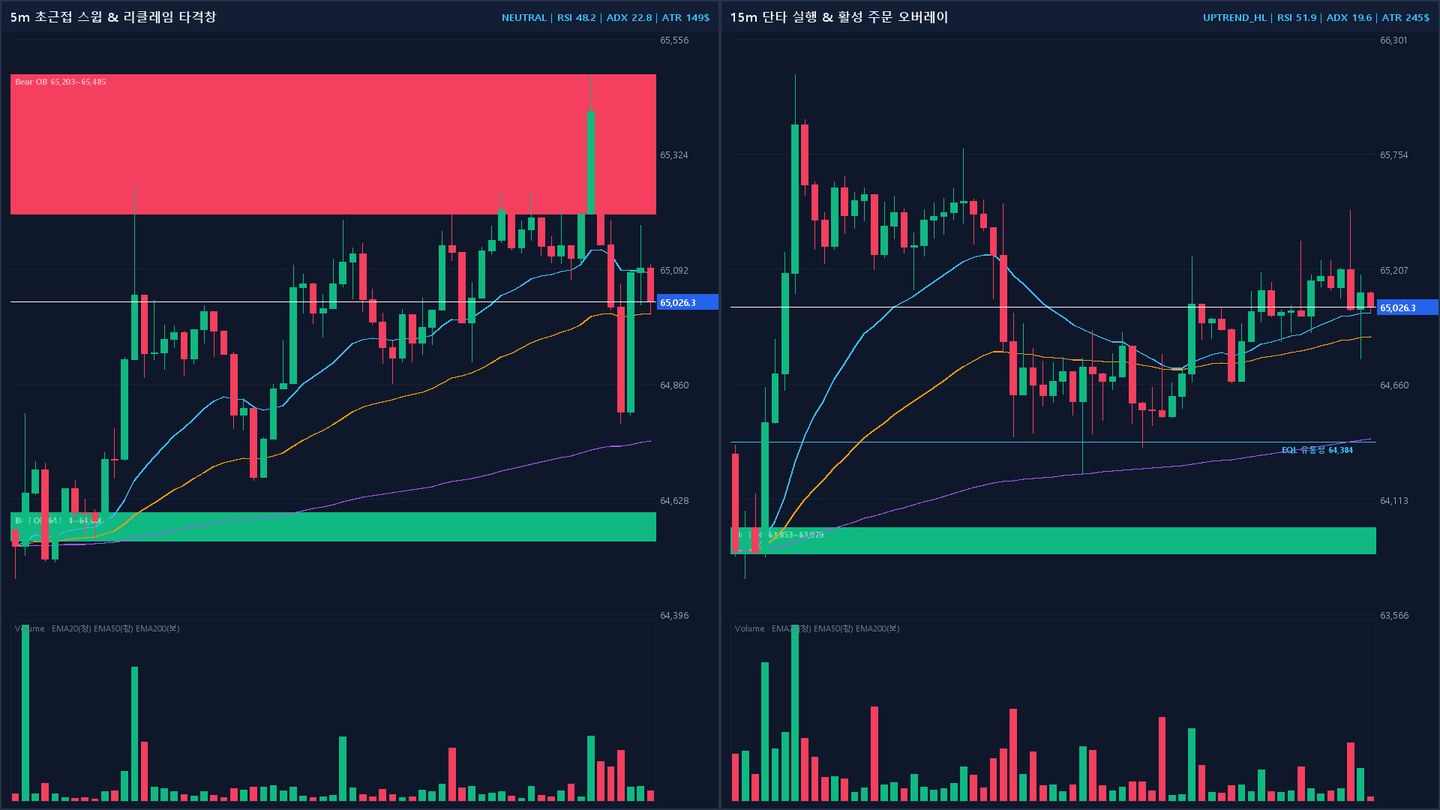 5m 초근접 스윕 & 리클레임 타격창
NEUTRAL | RSI 48.2 | ADX 22.8 | ATR 149$
65,556
Bear OB 65,203~65,485
65,324
65,092
65,026.3
64,860
64,628
64,396
Volume · EMA20(청) EMA50(황) EMA200(보)
15m 단타 실행 & 활성 주문 오버레이
UPTREND_HL | RSI 51.9 | ADX 19.6 | ATR 245$
66,301
65,754
65,207
65,026.3
64,660
EQL 유동성 64,384
64,113
63,566
Volume · EMA20(청) EMA50(황) EMA200(보)